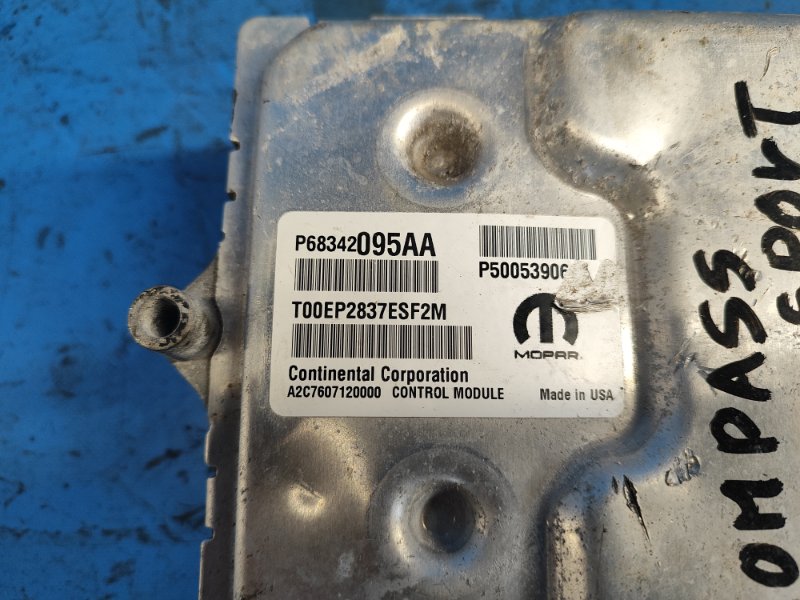 P68342095AA
P50053906
T00EP2837ESF2M
MOPAR
Continental Corporation
A2C7607120000 CONTROL MODULE Made in USA
OMPASS
SPORT